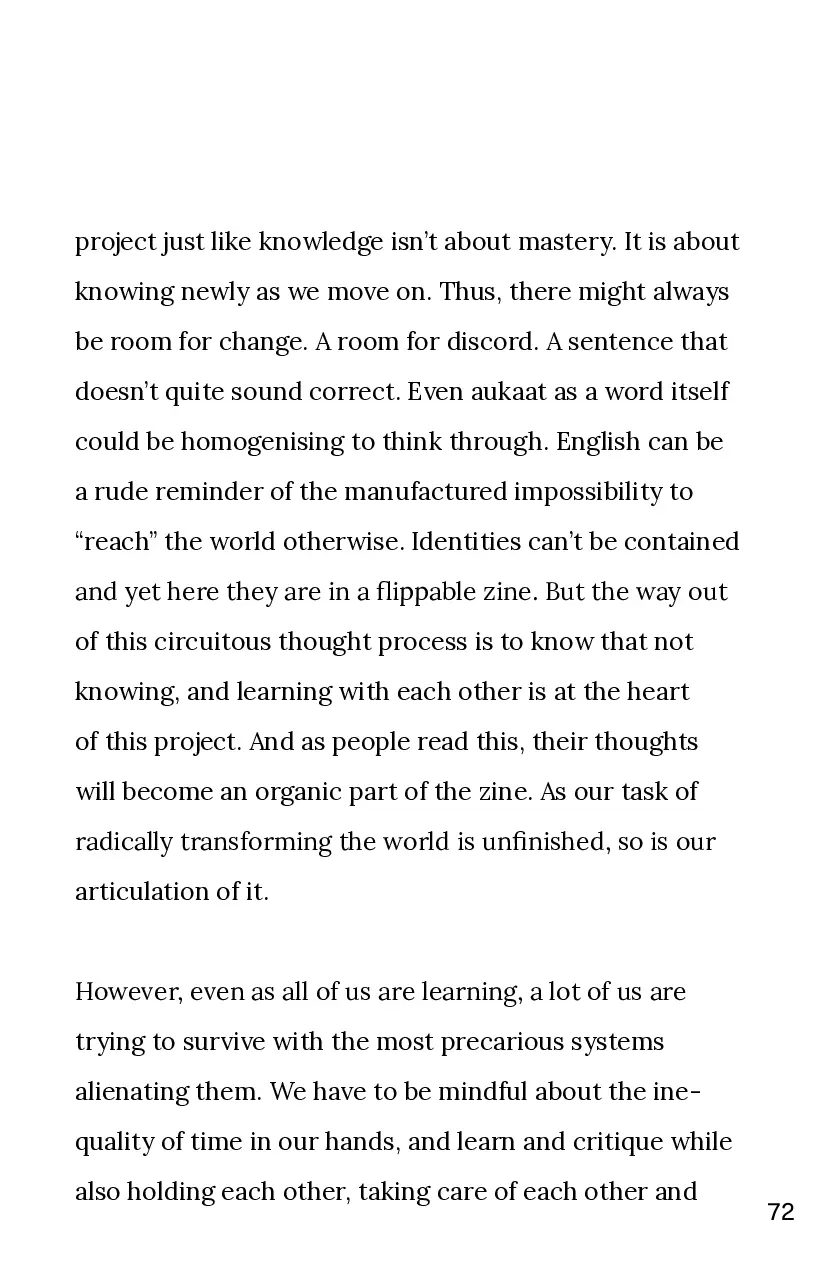 project just like knowledge isn’t about mastery. It is about
knowing newly as we move on. Thus, there might always
be room for change. A room for discord. A sentence that
doesn’t quite sound correct. Even aukaat as a word itself
could be homogenising to think through. English can be
a rude reminder of the manufactured impossibility to
“reach” the world otherwise. Identities can’t be contained
and yet here they are in a flippable zine. But the way out
of this circuitous thought process is to know that not
knowing, and learning with each other is at the heart
of this project. And as people read this, their thoughts
will become an organic part of the zine. As our task of
radically transforming the world is unfinished, so is our
articulation of it.
However, even as all of us are learning, a lot of us are
trying to survive with the most precarious systems
alienating them. We have to be mindful about the ine-
quality of time in our hands, and learn and critique while
also holding each other, taking care of each other and
72